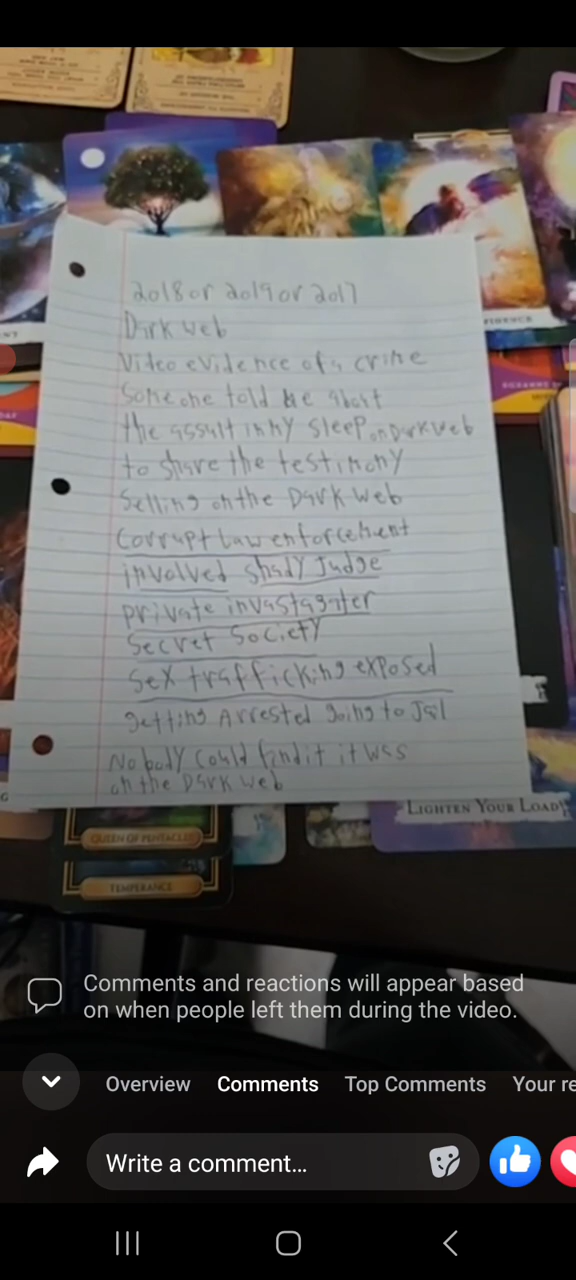 2018 or 2019 or 2017
Dark web
Video evidence of a crime
Someone told me about
the assult in my sleep on Dark web
to share the testimony
Selling on the Dark web
Corrupt Law enforcement
involved Shady Judge
private invastagater
Secret Society
Sex trafficking exposed
getting Arrested going to Jail
Nobody could find it it was
on the Dark web
LIGHTEN YOUR LOAD
QUEEN OF PENTACLES
TEMPERANCE
Comments and reactions will appear based
on when people left them during the video.
Overview Comments Top Comments Your re
Write a comment...